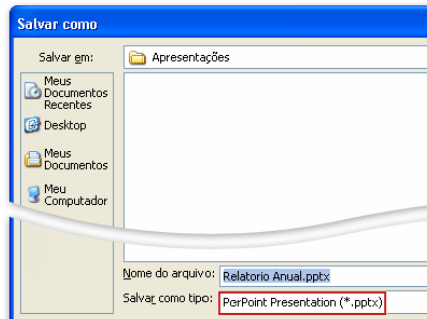 Salvar como
Salvar em:
Apresentações
Meus
Documentos
Recentes
Desktop
Meus
Documentos
Meu
Computador
Nome do arquivo:
Relatorio Anual.pptx
Salvar como tipo:
PerPoint Presentation (*.pptx)